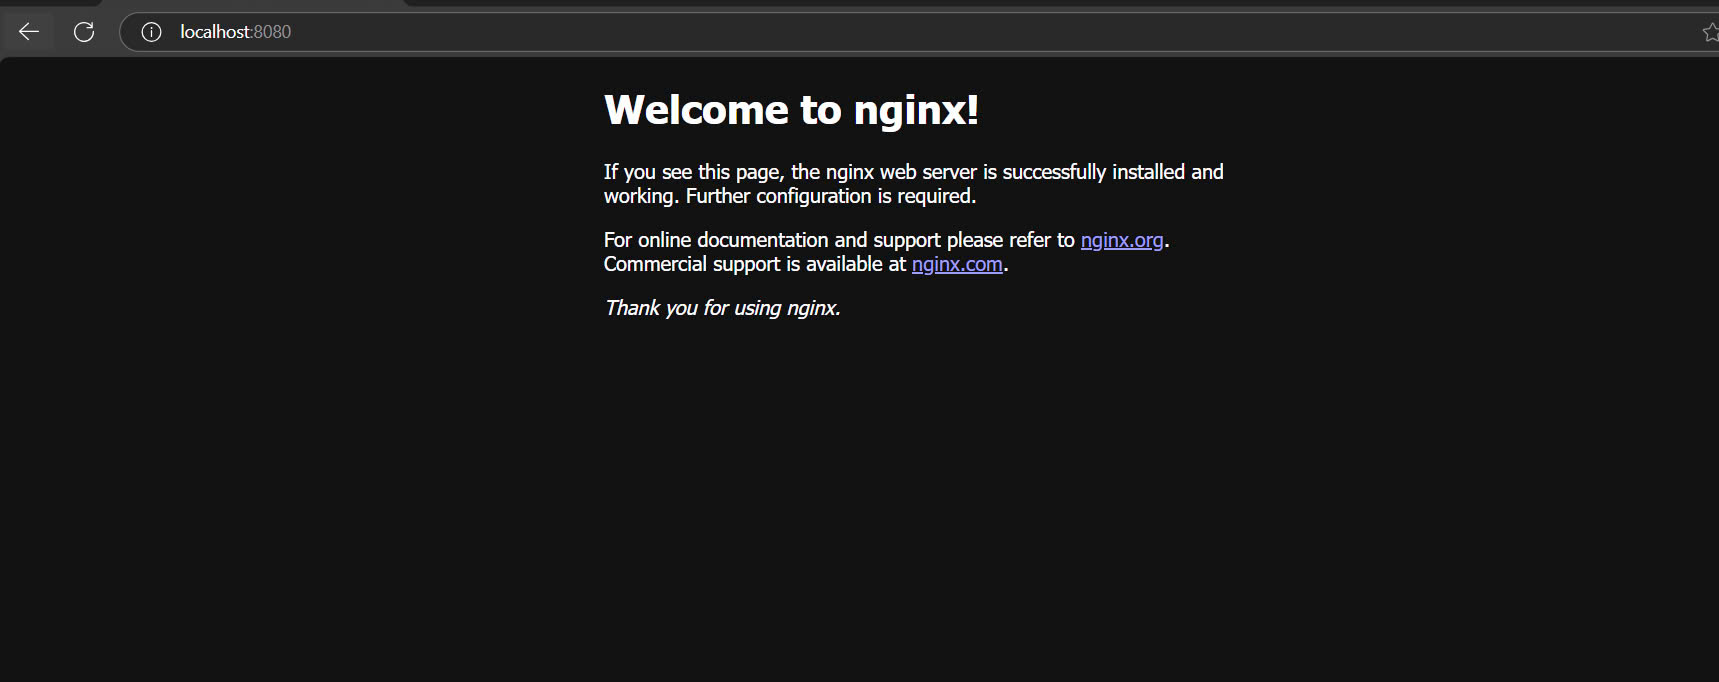 localhost:8080
Welcome to nginx!
If you see this page, the nginx web server is successfully installed and
working. Further configuration is required.
For online documentation and support please refer to nginx.org.
Commercial support is available at nginx.com.
Thank you for using nginx.